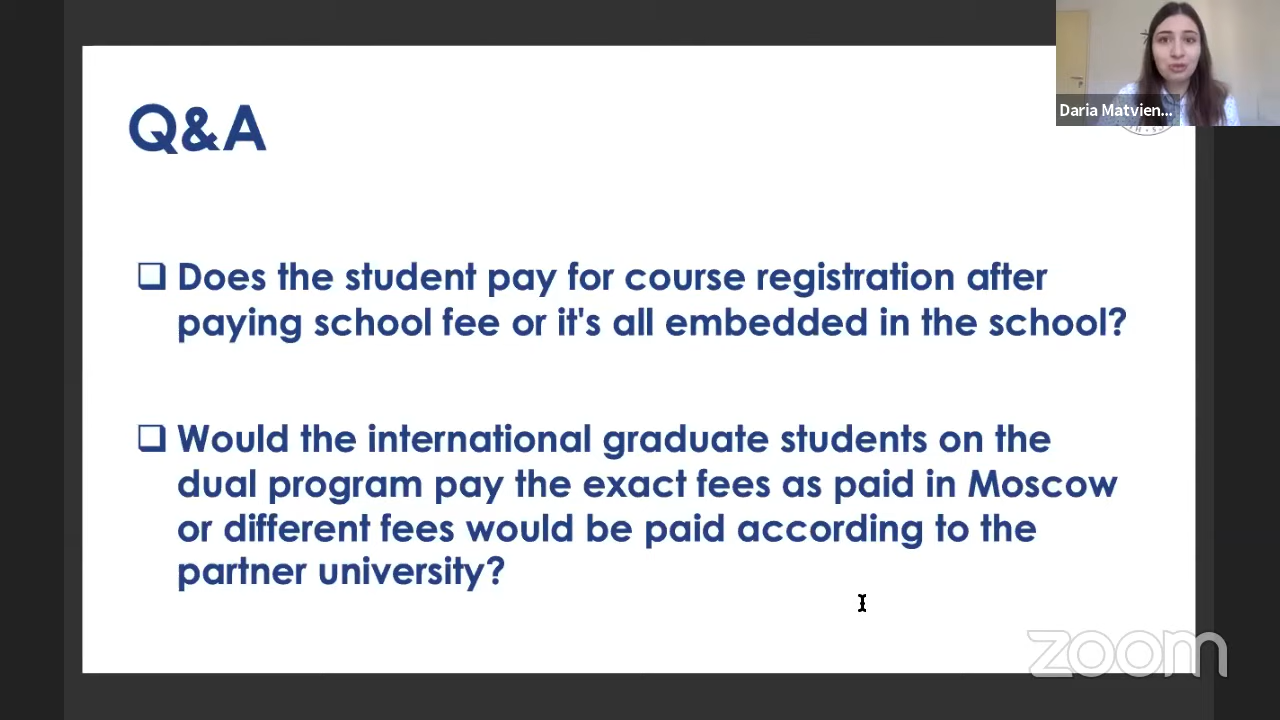 Q&A
Daria Matvien...
Does the student pay for course registration after
paying school fee or it's all embedded in the school?
Would the international graduate students on the
dual program pay the exact fees as paid in Moscow
or different fees would be paid according to the
partner university?
zoom